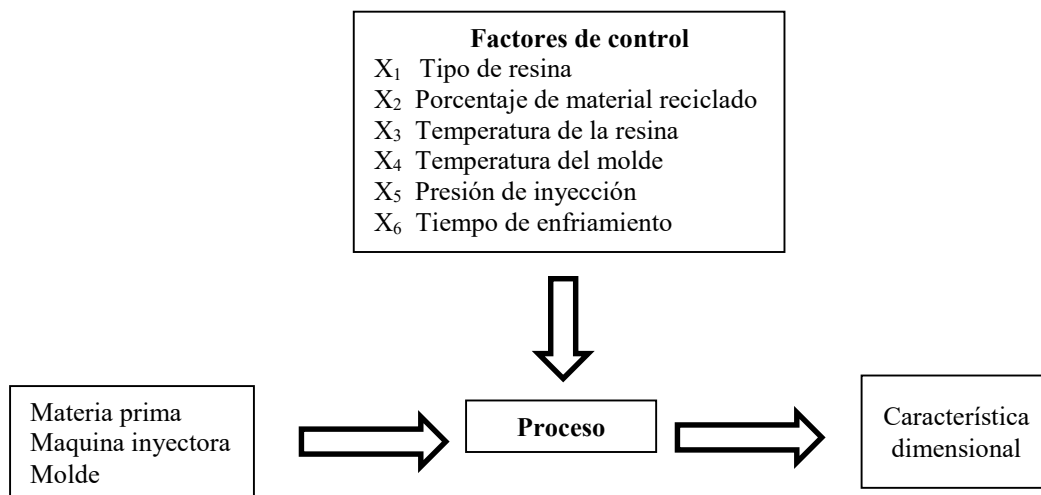 Factores de control
X₁ Tipo de resina
X₂ Porcentaje de material reciclado
X₃ Temperatura de la resina
X₄ Temperatura del molde
X₅ Presión de inyección
X₆ Tiempo de enfriamiento
Materia prima
Maquina inyectora
Molde
Proceso
Característica
dimensional